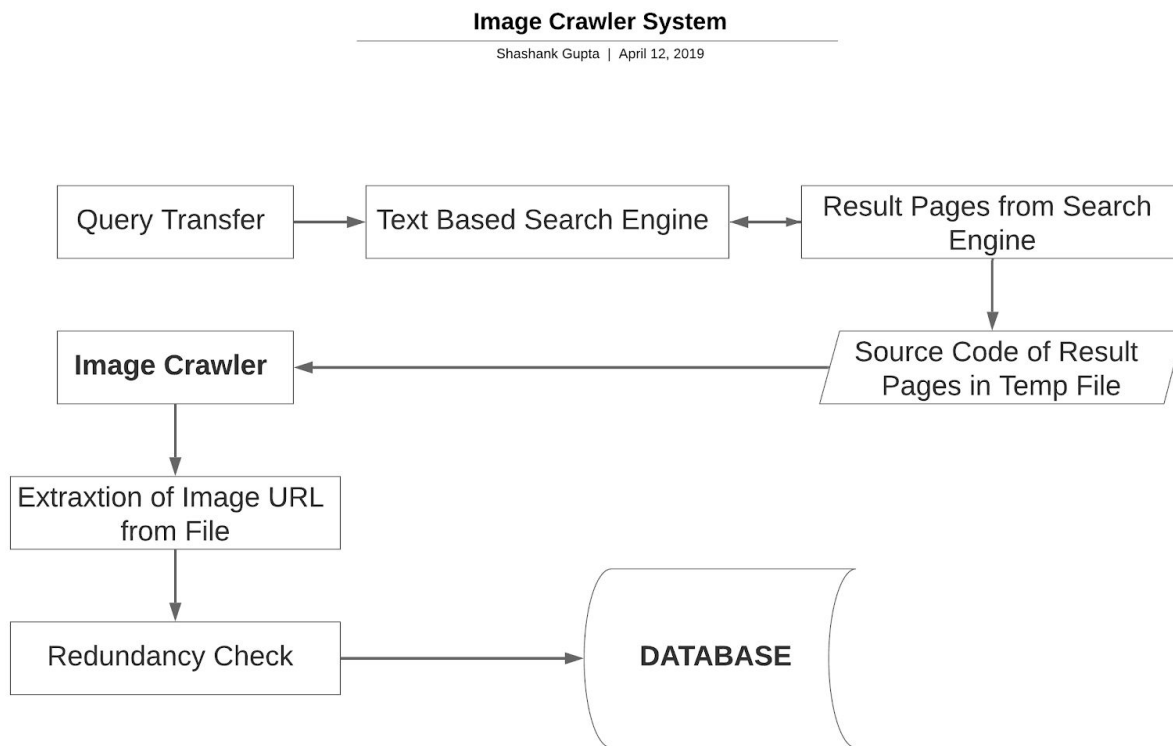 Image Crawler System
Shashank Gupta | April 12, 2019
Query Transfer
Text Based Search Engine
Result Pages from Search
Engine
Image Crawler
Source Code of Result
Pages in Temp File
Extraxtion of Image URL
from File
Redundancy Check
DATABASE